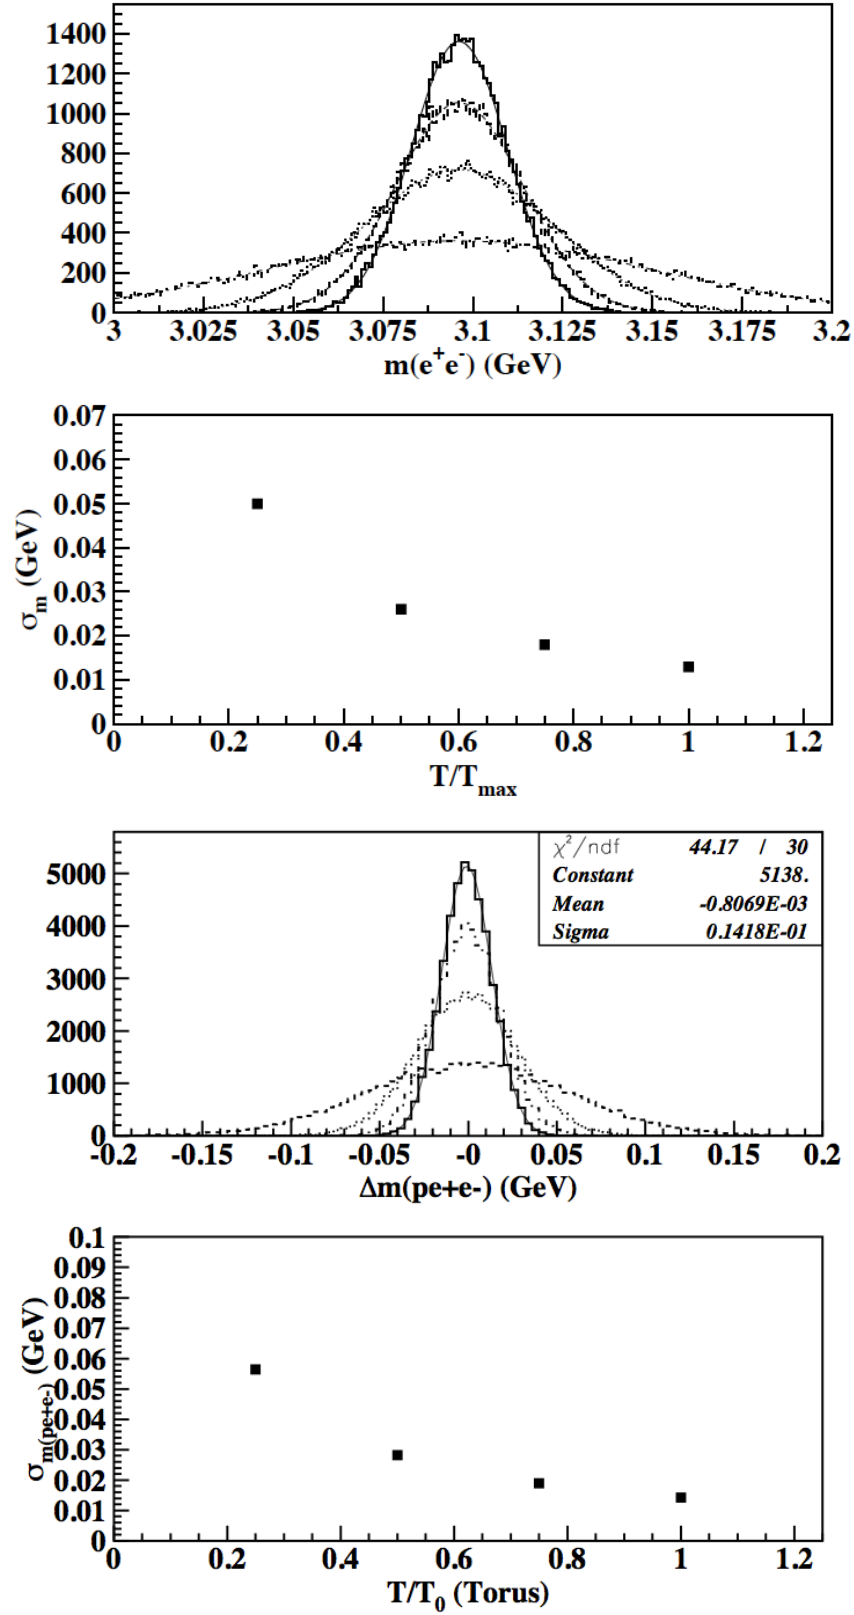 1400
1200
1000
800
600
400
200
0
3 3.025 3.05 3.075 3.1 3.125 3.15 3.175 3.2
m(e+e-) (GeV)
0.07
0.06
0.05
0.04
0.03
0.02
0.01
0
σm (GeV)
0 0.2 0.4 0.6 0.8 1 1.2
T/Tmax
χ2/ndf 44.17 / 30
Constant 5138.
Mean -0.8069E-03
Sigma 0.1418E-01
5000
4000
3000
2000
1000
0
-0.2 -0.15 -0.1 -0.05 -0 0.05 0.1 0.15 0.2
Δm(pe+e-) (GeV)
0.1
0.09
0.08
0.07
0.06
0.05
0.04
0.03
0.02
0.01
0
σm(pe+e-) (GeV)
0 0.2 0.4 0.6 0.8 1 1.2
T/T0 (Torus)